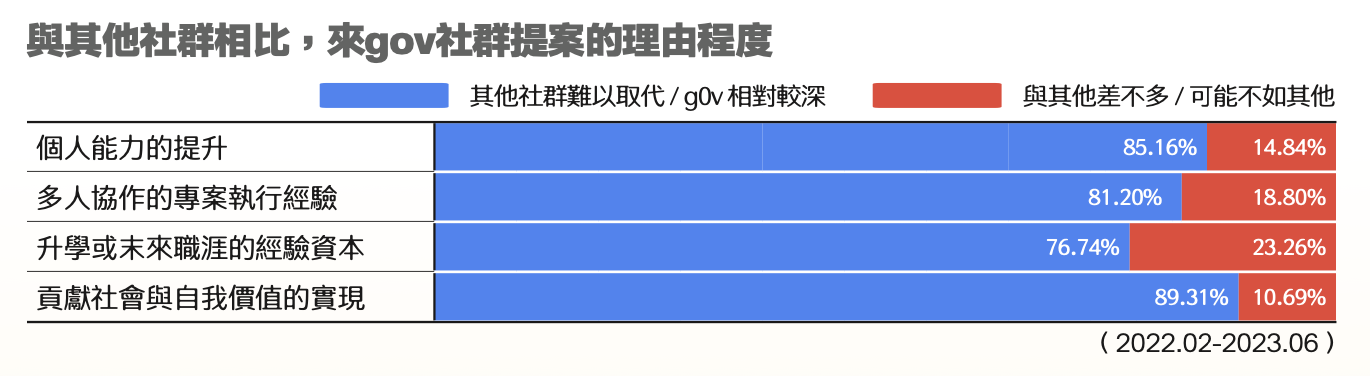 與其他社群相比，來gov社群提案的理由程度
其他社群難以取代 / g0v 相對較深
與其他差不多 / 可能不如其他
個人能力的提升 85.16% 14.84%
多人協作的專案執行經驗 81.20% 18.80%
升學或末來職涯的經驗資本 76.74% 23.26%
貢獻社會與自我價值的實現 89.31% 10.69%
（2022.02-2023.06）